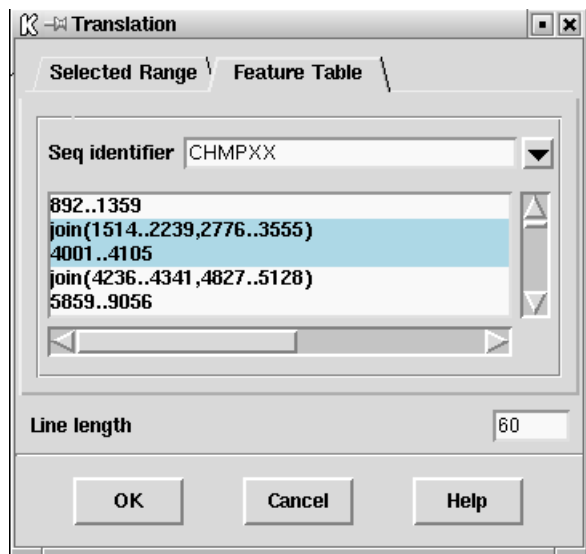 Translation
Selected Range Feature Table
Seq identifier CHMPXX
892..1359
join(1514..2239,2776..3555)
4001..4105
join(4236..4341,4827..5128)
5859..9056
Line length 60
OK Cancel Help